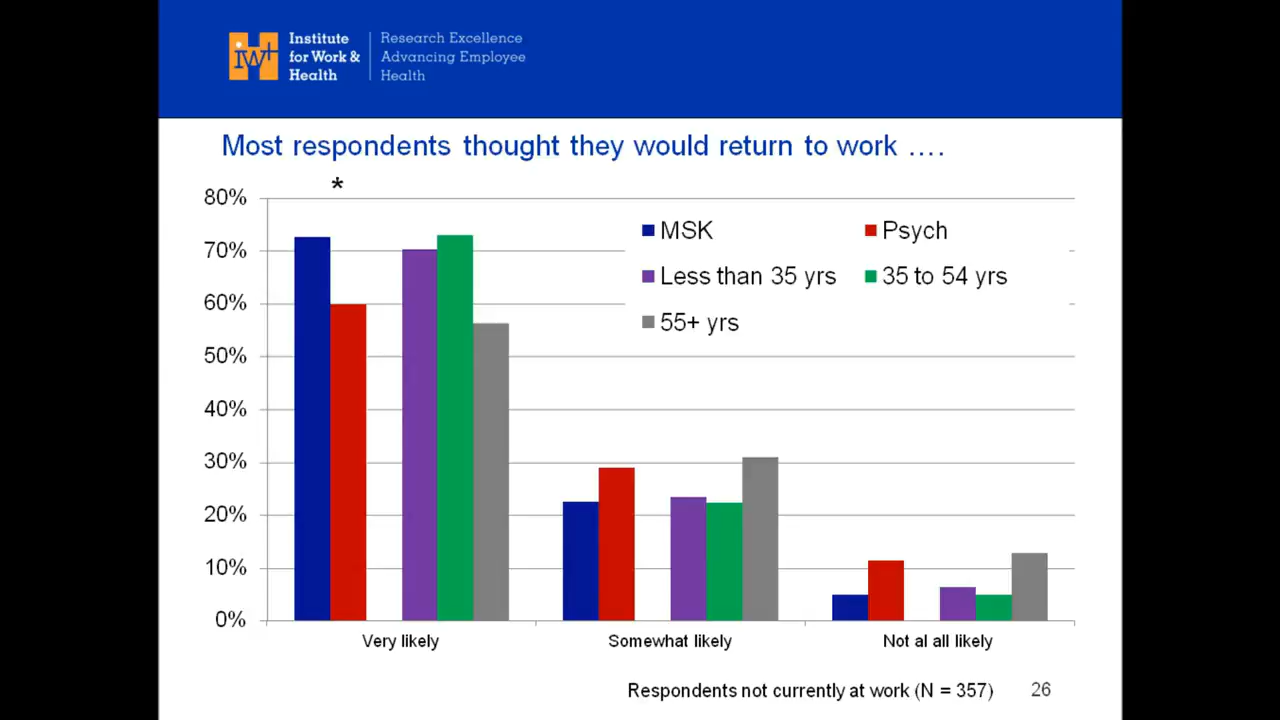 Institute
for Work &
Health
Research Excellence
Advancing Employee
Health
Most respondents thought they would return to work ....
*
80%
70%
60%
50%
40%
30%
20%
10%
0%
MSK
Psych
Less than 35 yrs
35 to 54 yrs
55+ yrs
Very likely
Somewhat likely
Not al all likely
Respondents not currently at work (N = 357)
26